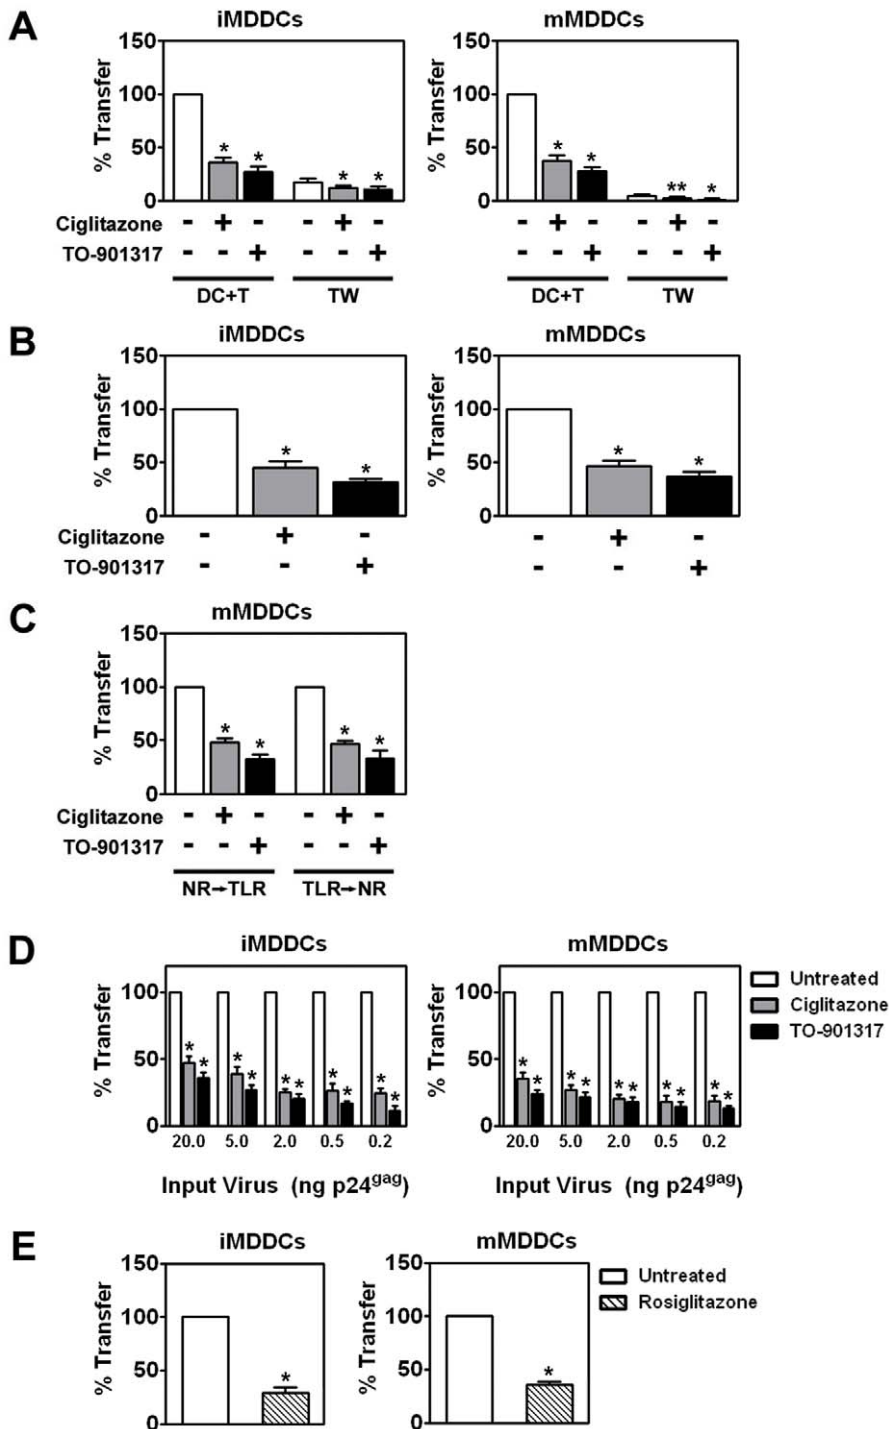 A
iMDDCs
mMDDCs
% Transfer
150
100
50
0
* * * *
% Transfer
150
100
50
0
* * ** *
Ciglitazone - + - - + - - + - - + -
TO-901317 - - + - - + - - + - - +
DC+T TW DC+T TW
B
iMDDCs
mMDDCs
% Transfer
150
100
50
0
* *
% Transfer
150
100
50
0
* *
Ciglitazone - + - - + -
TO-901317 - - + - - +
C
mMDDCs
% Transfer
150
100
50
0
* * * *
Ciglitazone - + - - + -
TO-901317 - - + - - +
NR→TLR TLR→NR
D
iMDDCs
mMDDCs
% Transfer
100
50
0
* * * * * * * * * *
20.0 5.0 2.0 0.5 0.2
Input Virus (ng p24gag)
% Transfer
100
50
0
* * * * * * * * * *
20.0 5.0 2.0 0.5 0.2
Input Virus (ng p24gag)
Untreated
Ciglitazone
TO-901317
E
iMDDCs
mMDDCs
% Transfer
150
100
50
0
*
% Transfer
150
100
50
0
*
Untreated
Rosiglitazone